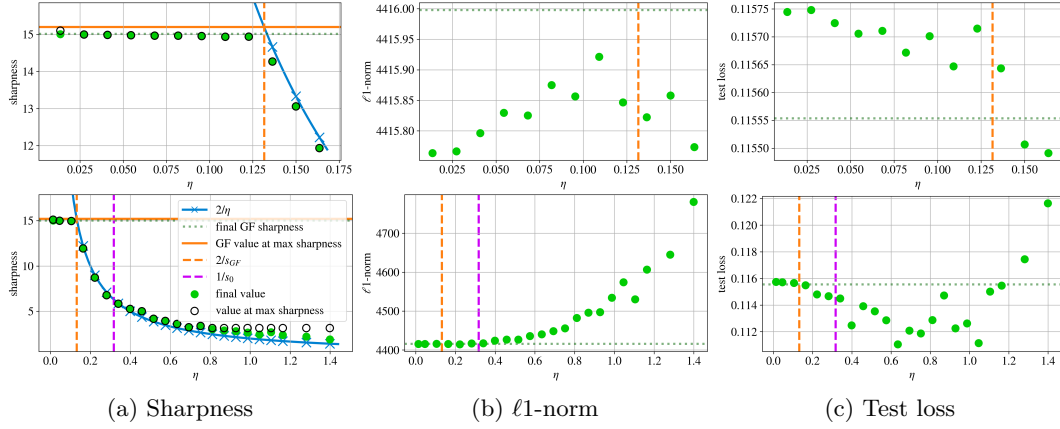 sharpness
15
14
13
12
0.000 0.025 0.050 0.075 0.100 0.125 0.150 0.175
η
ℓ1-norm
4416.00
4415.95
4415.90
4415.85
4415.80
0.000 0.025 0.050 0.075 0.100 0.125 0.150
η
test loss
0.11575
0.11565
0.11555
0.11550
0.000 0.025 0.050 0.075 0.100 0.125 0.150
η
sharpness
15
10
5
0.0 0.2 0.4 0.6 0.8 1.0 1.2 1.4
η
2/η
final GF sharpness
GF value at max sharpness
2/s_GF
1/s_0
final value
value at max sharpness
ℓ1-norm
4700
4600
4500
4400
0.0 0.2 0.4 0.6 0.8 1.0 1.2 1.4
η
test loss
0.122
0.120
0.118
0.116
0.114
0.112
0.0 0.2 0.4 0.6 0.8 1.0 1.2 1.4
η
(a) Sharpness
(b) ℓ1-norm
(c) Test loss